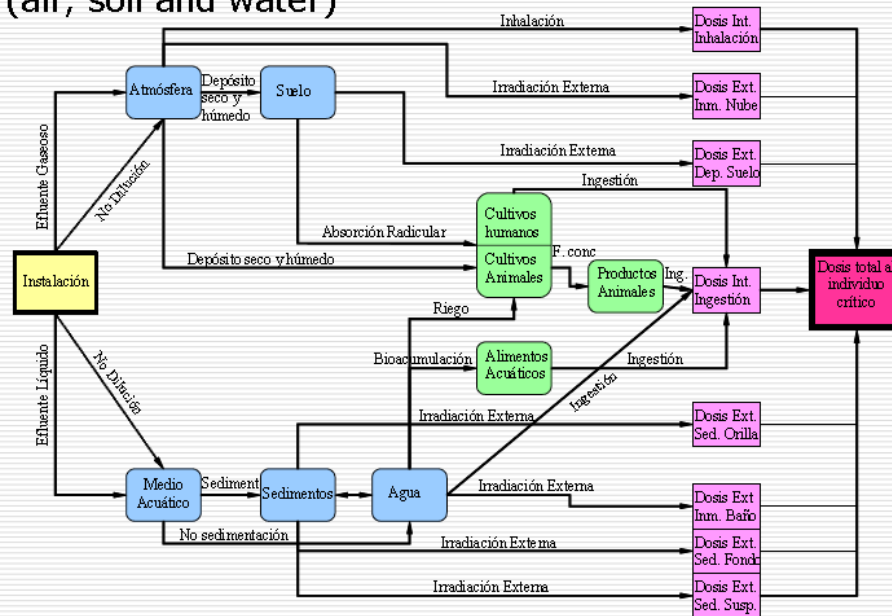 (air, soil and water)
Inhalación
Dosis Int.
Inhalación
Atmósfera
Depósito
seco y
húmedo
Suelo
Irradiación Externa
Dosis Ext.
Inm. Nube
Irradiación Externa
Dosis Ext.
Dep. Suelo
Efluente Gaseoso
No Dilución
Ingestión
Cultivos
humanos
Absorción Radicular
Depósito seco y húmedo
Cultivos
Animales
F. conc
Productos
Animales
Ing.
Dosis Int.
Ingestión
Dosis total al
individuo
crítico
Instalación
Riego
Bioacumulación
Alimentos
Acuáticos
Ingestión
Ingestión
Efluente Líquido
No Dilución
Irradiación Externa
Dosis Ext.
Sed. Orilla
Medio
Acuático
Sediment
Sedimentos
Agua
Irradiación Externa
Dosis Ext
Inm. Baño
No sedimentación
Irradiación Externa
Dosis Ext.
Sed. Fondo
Irradiación Externa
Dosis Ext.
Sed. Susp.